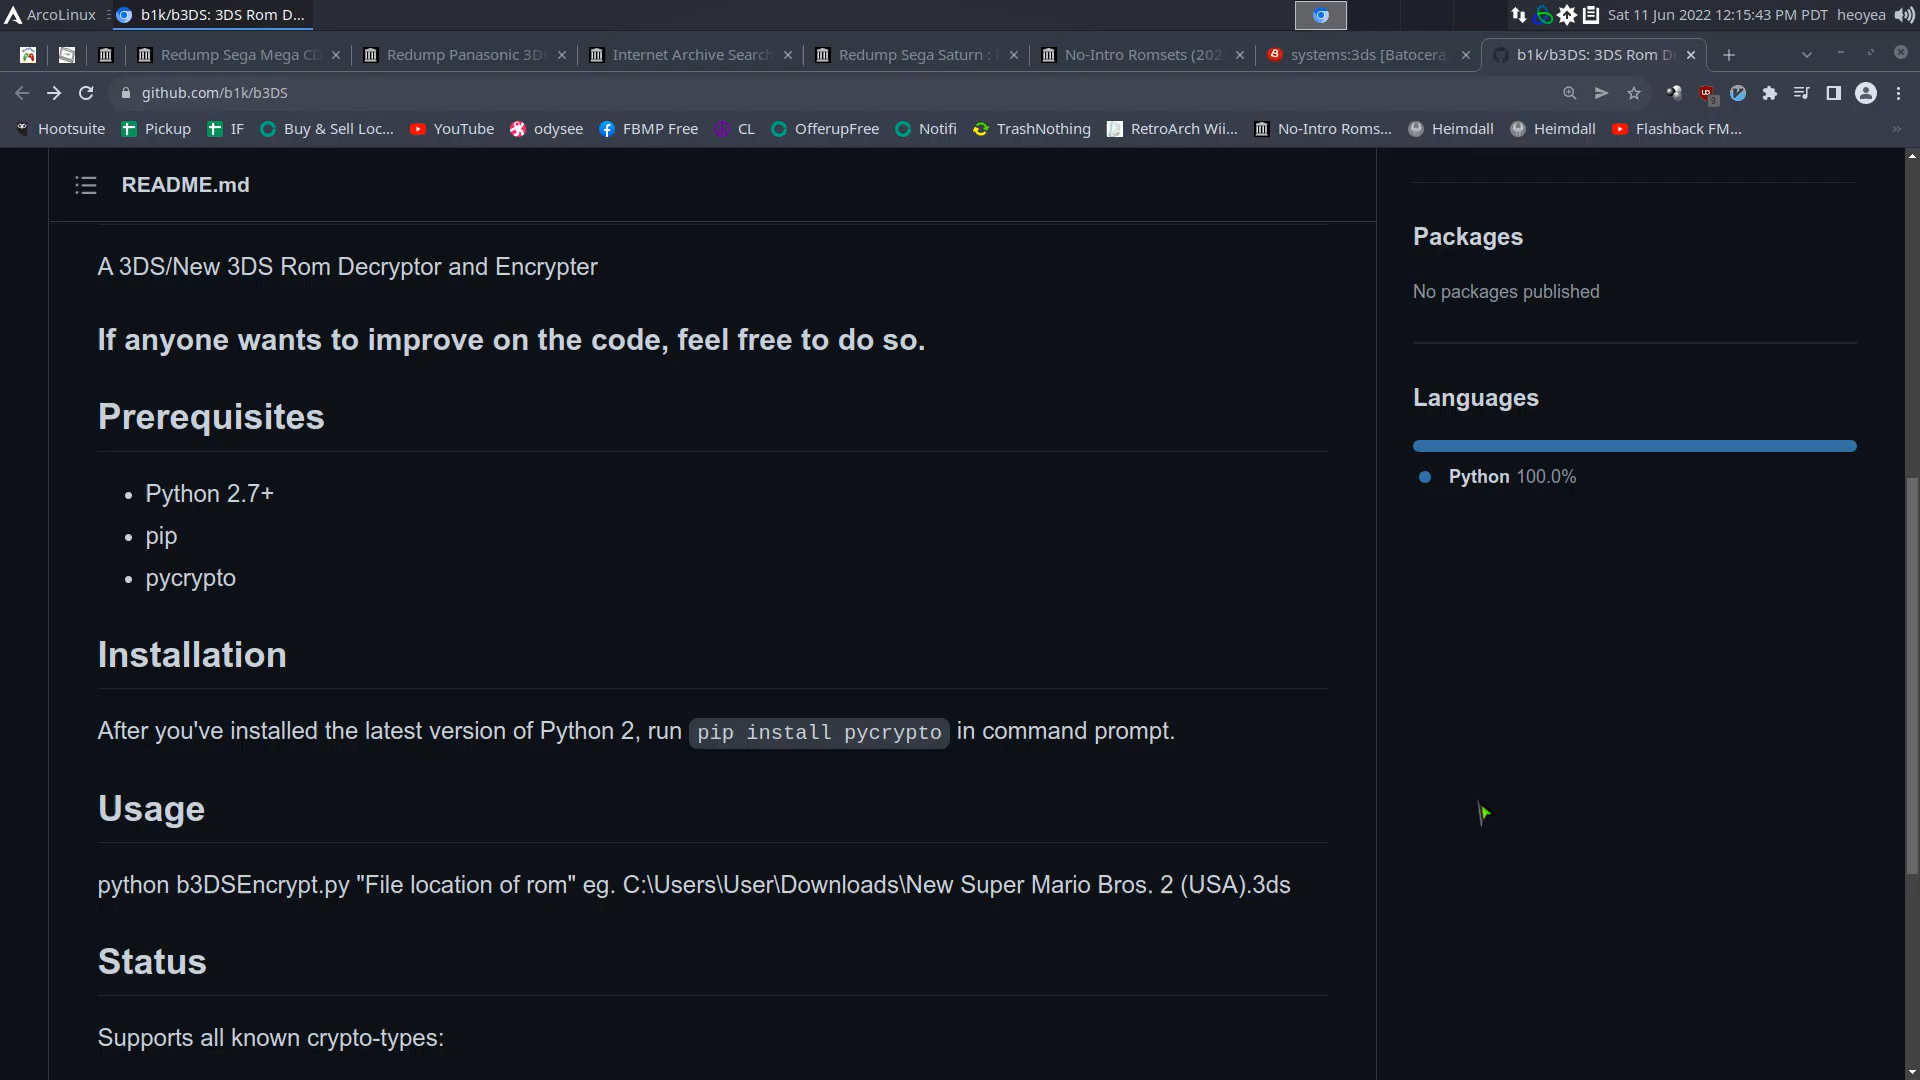 ArcoLinux
b1k/b3DS: 3DS Rom D...
Sat 11 Jun 2022 12:15:43 PM PDT
heoyea
Redump Sega Mega CD
Redump Panasonic 3D
Internet Archive Search
Redump Sega Saturn :
No-Intro Romsets (202
systems:3ds [Batocera.
b1k/b3DS: 3DS Rom D
github.com/b1k/b3DS
Hootsuite
Pickup
IF
Buy & Sell Loc...
YouTube
odysee
FBMP Free
CL
OfferupFree
Notifi
TrashNothing
RetroArch Wii...
No-Intro Roms...
Heimdall
Heimdall
Flashback FM...
README.md
A 3DS/New 3DS Rom Decryptor and Encrypter
If anyone wants to improve on the code, feel free to do so.
Prerequisites
• Python 2.7+
• pip
• pycrypto
Installation
After you've installed the latest version of Python 2, run pip install pycrypto in command prompt.
Usage
python b3DSEncrypt.py "File location of rom" eg. C:\Users\User\Downloads\New Super Mario Bros. 2 (USA).3ds
Status
Supports all known crypto-types:
Packages
No packages published
Languages
Python 100.0%